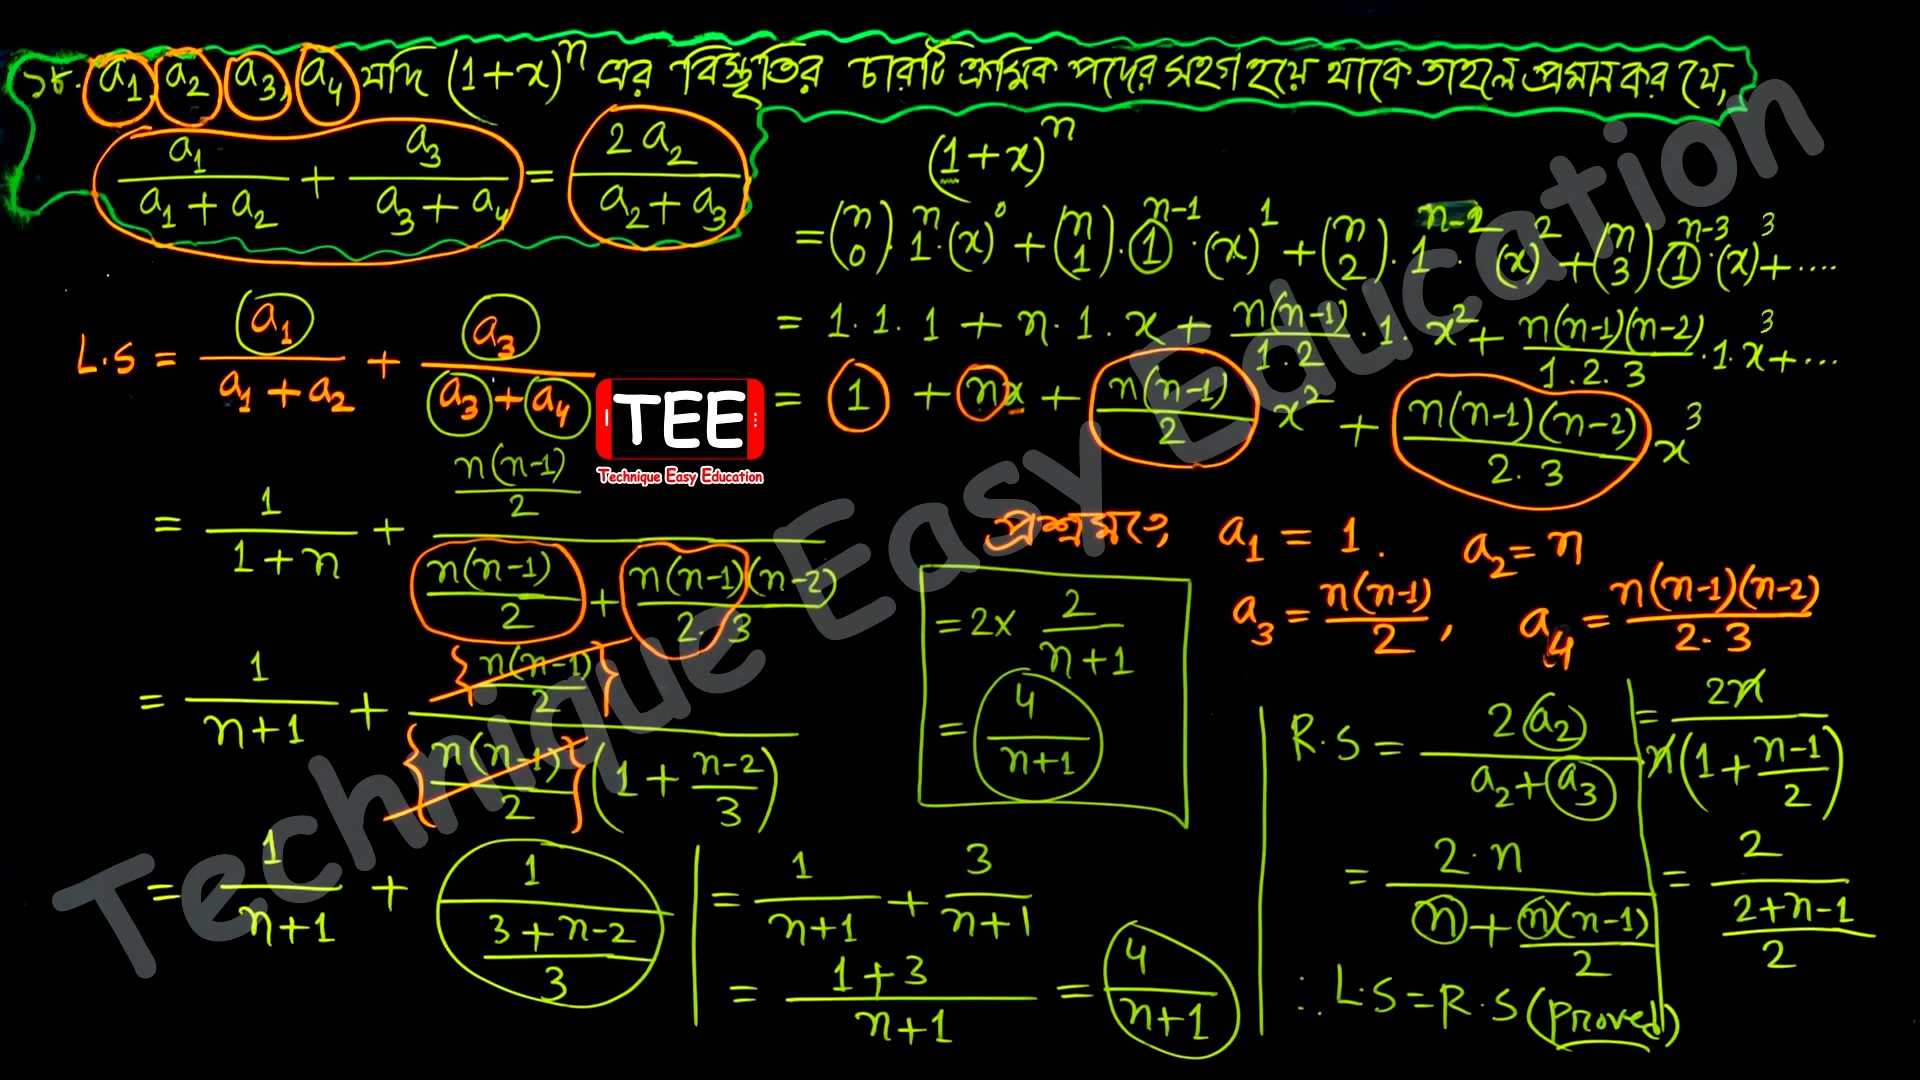 ১৮. a₁, a₂, a₃, a₄ যদি (1+x)ⁿ এর বিস্তৃতির চারটি ক্রমিক পদের সহগ হয়ে থাকে তাহলে প্রমান কর যে,
a₁/(a₁+a₂) + a₃/(a₃+a₄) = 2a₂/(a₂+a₃)
(1+x)ⁿ
= (n 0)·1ⁿ·(x)⁰ + (n 1)·1ⁿ⁻¹·(x)¹ + (n 2)·1ⁿ⁻²·(x)² + (n 3)·1ⁿ⁻³·(x)³ + ....
= 1·1·1 + n·1·x + n(n-1)/1·2 ·1·x² + n(n-1)(n-2)/1·2·3 ·1·x³ + ...
= 1 + nx + n(n-1)/2 x² + n(n-1)(n-2)/2·3 x³
প্রশ্নমতে, a₁ = 1. a₂ = n
a₃ = n(n-1)/2, a₄ = n(n-1)(n-2)/2·3
L.S = a₁/(a₁+a₂) + a₃/(a₃+a₄)
= 1/(1+n) + (n(n-1)/2)/(n(n-1)/2 + n(n-1)(n-2)/2·3)
= 1/(n+1) + {n(n-1)/2}/({n(n-1)/2}(1 + (n-2)/3))
= 1/(n+1) + 1/((3+n-2)/3)
= 1/(n+1) + 3/(n+1)
= (1+3)/(n+1) = 4/(n+1)
R.S = 2a₂/(a₂+a₃)
= 2·n/(n + n(n-1)/2)
= 2n/(n(1 + (n-1)/2))
= 2/((2+n-1)/2)
= 2x 2/(n+1)
= 4/(n+1)
∴ L.S = R.S (proved)
TEE
Technique Easy Education
Technique Easy Education